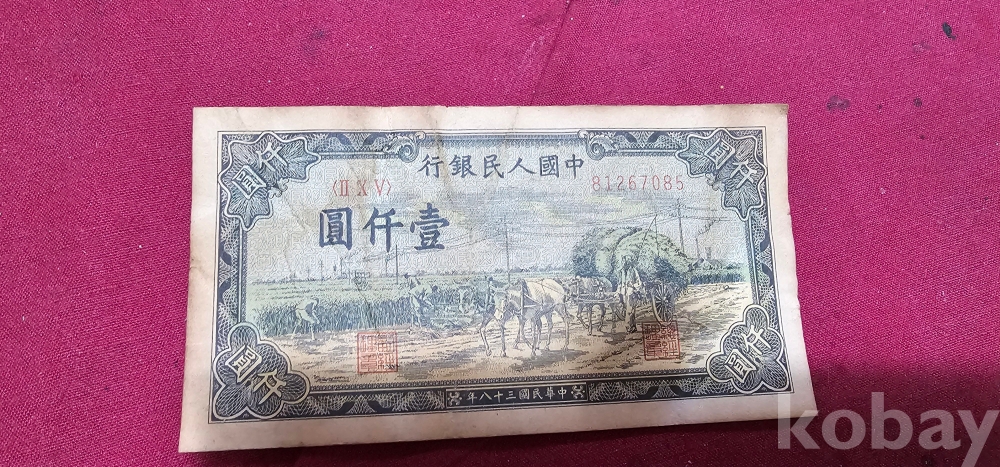 中國人民銀行
〈II X V〉 81267085
壹仟圓
仟圓
仟圓
仟圓
仟圓
中華民國三十八年
kobay